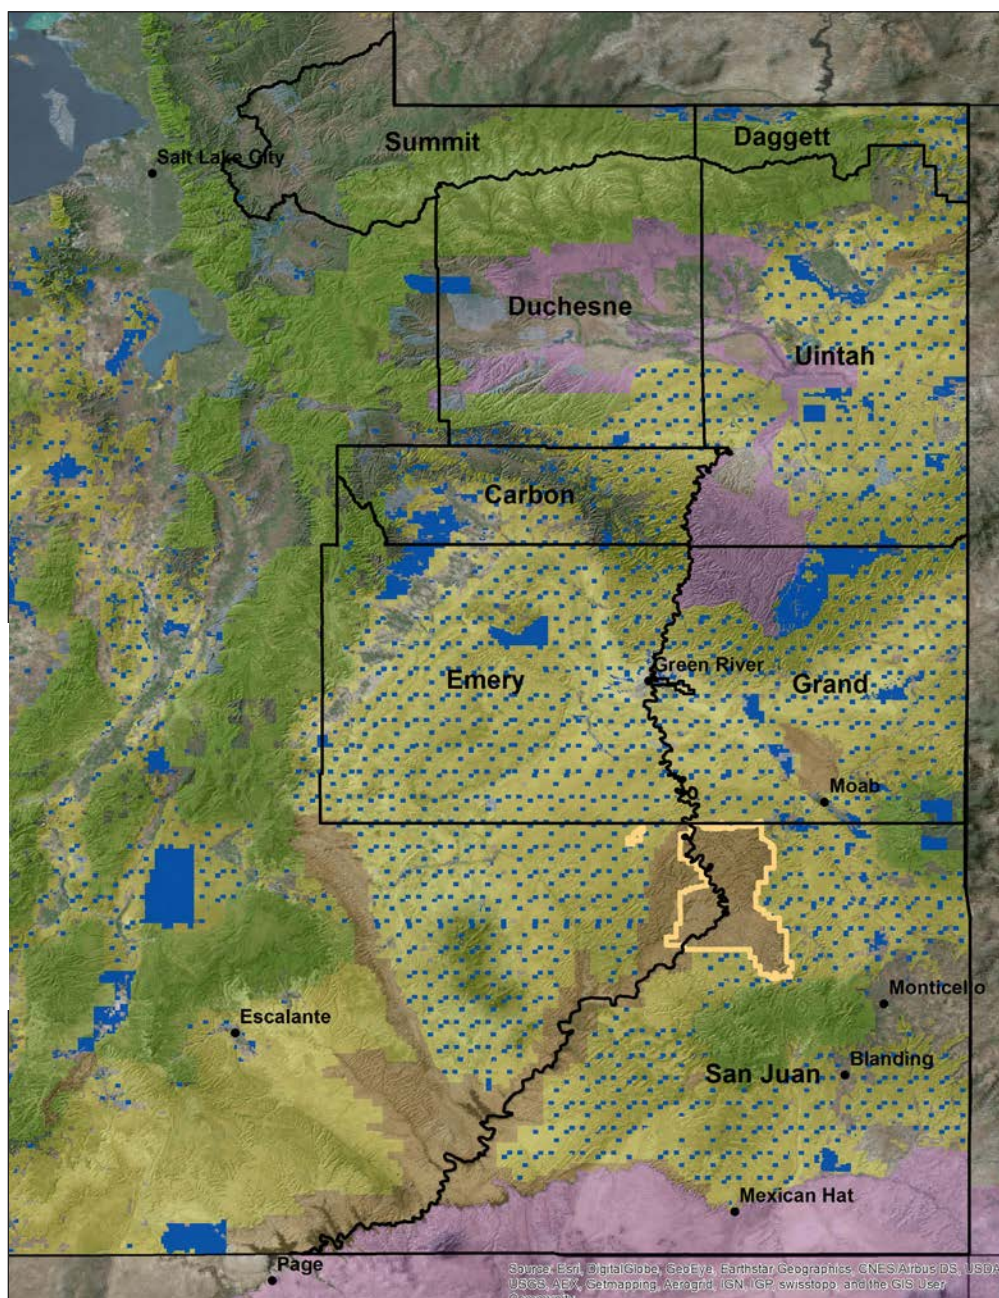 Summit
Daggett
Salt Lake City
Duchesne
Uintah
Carbon
Green River
Emery
Grand
Moab
Monticello
Escalante
Blanding
San Juan
Mexican Hat
Page
Source: Esri, DigitalGlobe, GeoEye, Earthstar Geographics, CNES/Airbus DS, USDA
USGS, AEX, Getmapping, Aerogrid, IGN, IGP, swisstopo, and the GIS User
Community